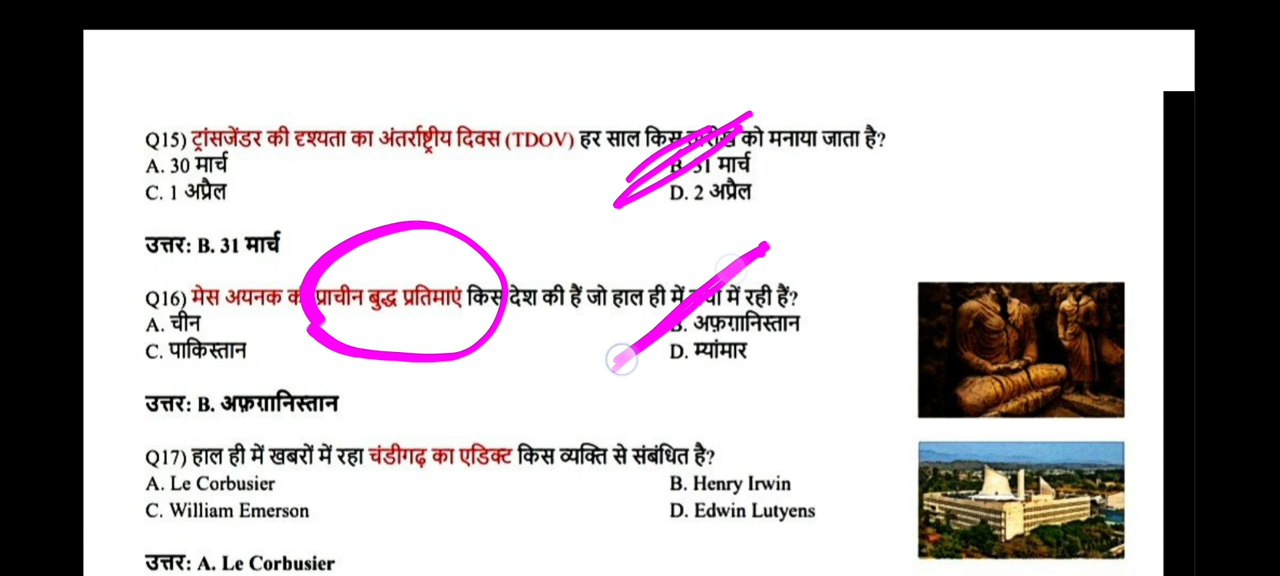 Q15) ट्रांसजेंडर की दृश्यता का अंतर्राष्ट्रीय दिवस (TDOV) हर साल किस को मनाया जाता है?
A. 30 मार्च
B. 31 मार्च
C. 1 अप्रैल
D. 2 अप्रैल
उत्तर: B. 31 मार्च
Q16) मेस अयनक की प्राचीन बुद्ध प्रतिमाएं किस देश की हैं जो हाल ही में में रही हैं?
A. चीन
B. अफ़ग़ानिस्तान
C. पाकिस्तान
D. म्यांमार
उत्तर: B. अफ़ग़ानिस्तान
Q17) हाल ही में खबरों में रहा चंडीगढ़ का एडिक्ट किस व्यक्ति से संबंधित है?
A. Le Corbusier
B. Henry Irwin
C. William Emerson
D. Edwin Lutyens
उत्तर: A. Le Corbusier